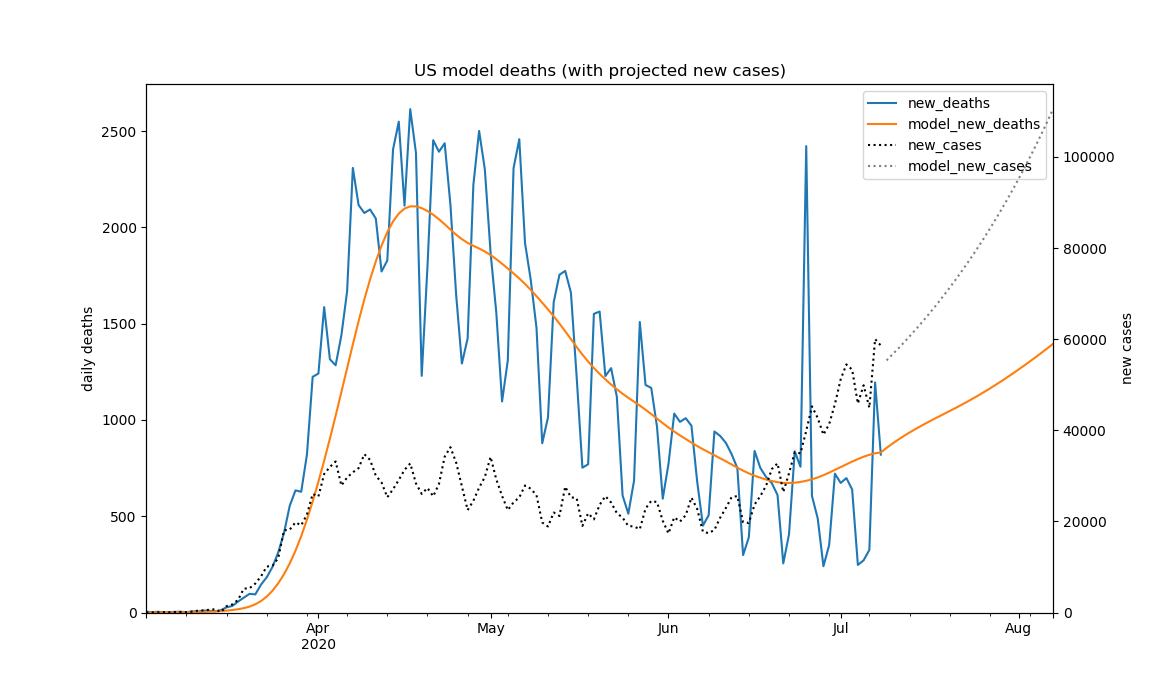 US model deaths (with projected new cases)
new_deaths
model_new_deaths
new_cases
model_new_cases
daily deaths
2500
2000
1500
1000
500
0
new cases
100000
80000
60000
40000
20000
0
Apr
2020
May
Jun
Jul
Aug